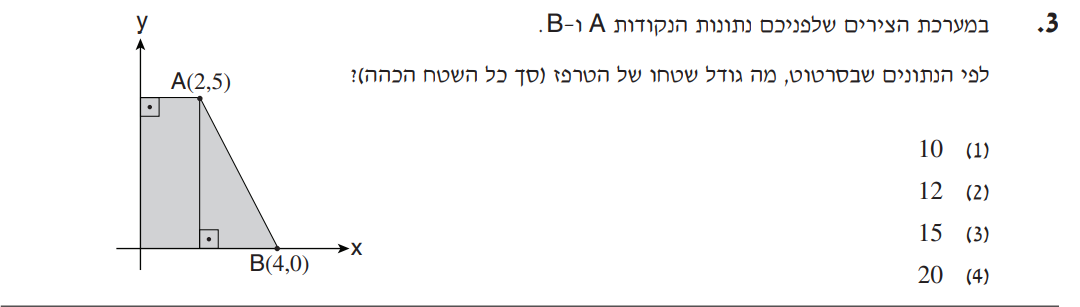 3. במערכת הצירים שלפניכם נתונות הנקודות A ו-B.
לפי הנתונים שבסרטוט, מה גודל שטחו של הטרפז (סך כל השטח הכהה)?
(1) 10
(2) 12
(3) 15
(4) 20
y
A(2,5)
x
B(4,0)